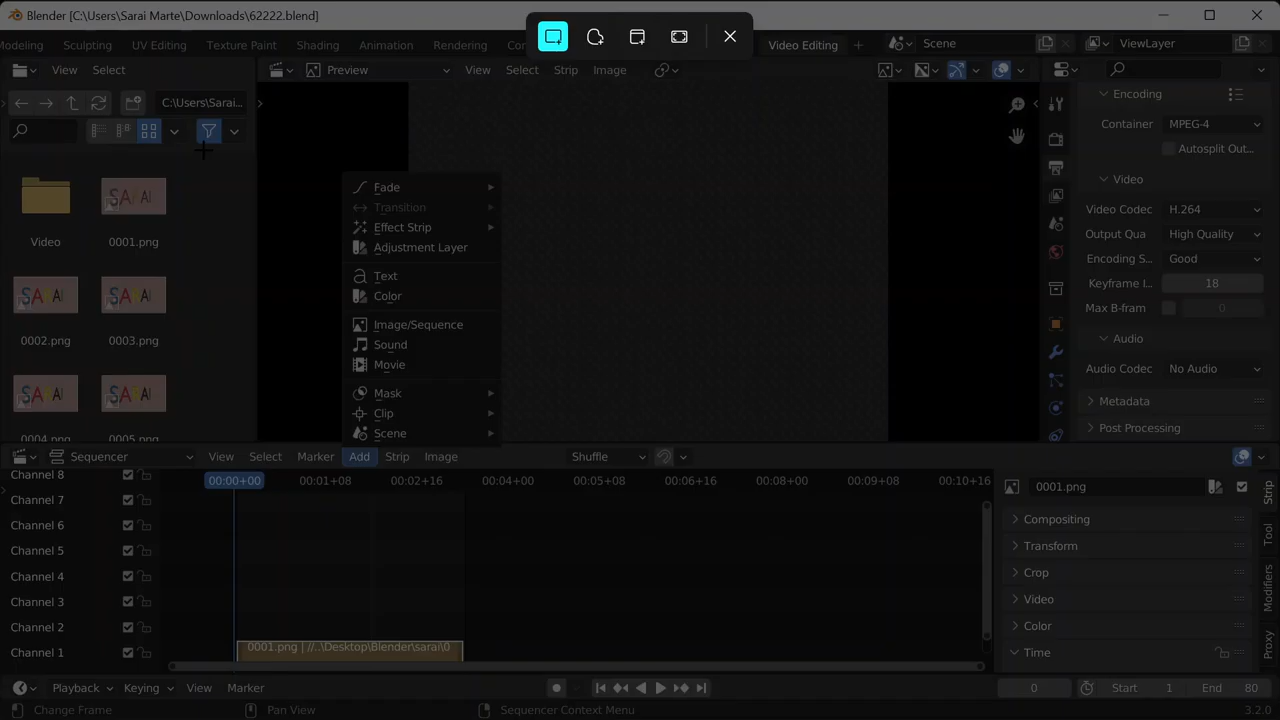 Blender [C:\Users\Sarai Marte\Downloads\62222.blend]
Modeling Sculpting UV Editing Texture Paint Shading Animation Rendering Video Editing + Scene ViewLayer
View Select Preview View Select Strip Image
C:\Users\Sarai...
Encoding
Container MPEG-4
Autosplit Out...
Video
Video Codec H.264
Output Qua High Quality
Encoding S... Good
Keyframe I... 18
Max B-fram 0
Audio
Audio Codec No Audio
Metadata
Post Processing
Video 0001.png
0002.png 0003.png
0004.png 0005.png
Fade
Transition
Effect Strip
Adjustment Layer
Text
Color
Image/Sequence
Sound
Movie
Mask
Clip
Scene
Sequencer View Select Marker Add Strip Image Shuffle
00:00+00 00:01+08 00:02+16 00:04+00 00:05+08 00:06+16 00:08+00 00:09+08 00:10+16
Channel 8
Channel 7
Channel 6
Channel 5
Channel 4
Channel 3
Channel 2
Channel 1
0001.png | //..\Desktop\Blender\sarai\0
0001.png
Compositing
Transform
Crop
Video
Color
Time
Strip
Tool
Modifiers
Proxy
Playback Keying View Marker 0 Start 1 End 80
Change Frame Pan View Sequencer Context Menu 3.2.0